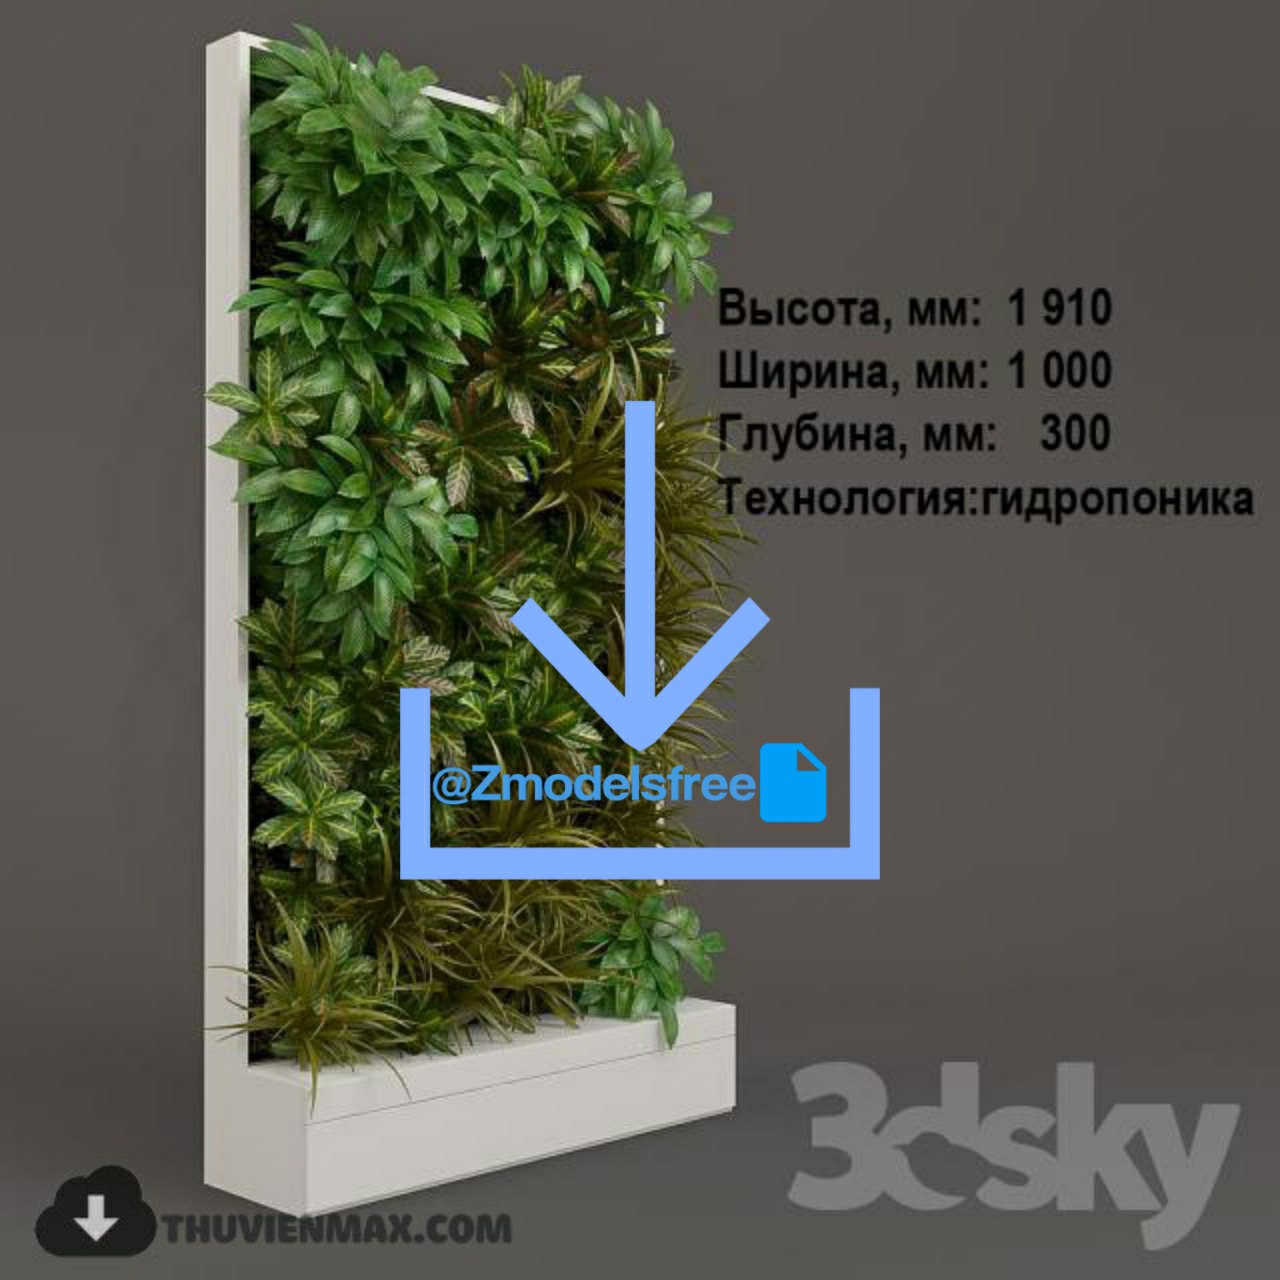 Высота, мм: 1 910
Ширина, мм: 1 000
Глубина, мм: 300
Технология:гидропоника
@Zmodelsfree
3dsky
THUVIENMAX.COM